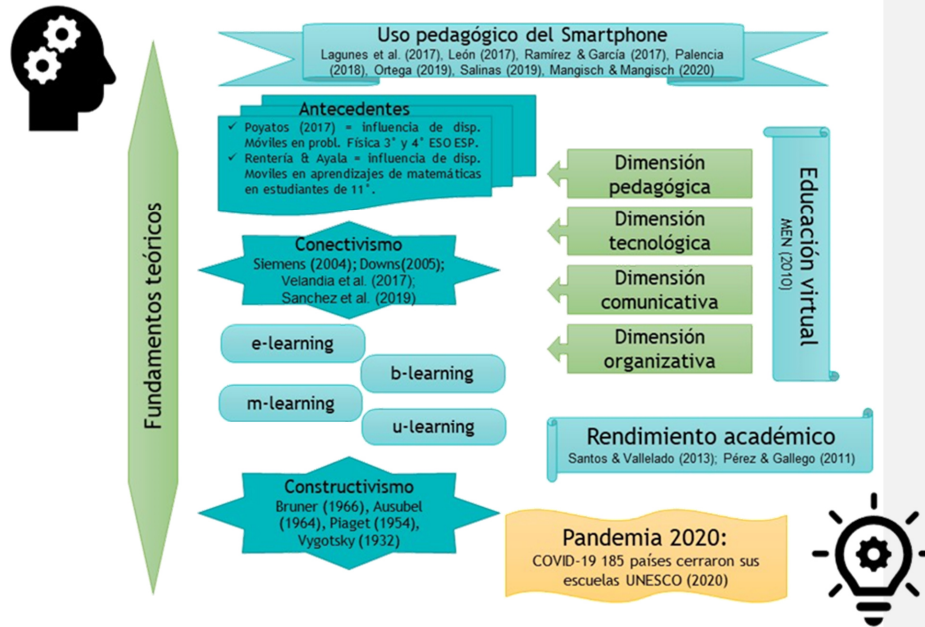 Uso pedagógico del Smartphone
Lagunes et al. (2017), León (2017), Ramírez & García (2017), Palencia
(2018), Ortega (2019), Salinas (2019), Mangisch & Mangisch (2020)
Fundamentos teóricos
Antecedentes
✓ Poyatos (2017) = influencia de disp.
Móviles en probl. Física 3° y 4° ESO ESP.
✓ Rentería & Ayala = influencia de disp.
Moviles en aprendizajes de matemáticas
en estudiantes de 11°.
Conectivismo
Siemens (2004); Downs(2005);
Velandia et al. (2017);
Sanchez et al. (2019)
e-learning
b-learning
m-learning
u-learning
Constructivismo
Bruner (1966), Ausubel
(1964), Piaget (1954),
Vygotsky (1932)
Dimensión
pedagógica
Dimensión
tecnológica
Dimensión
comunicativa
Dimensión
organizativa
Educación virtual
MEN (2010)
Rendimiento académico
Santos & Vallelado (2013); Pérez & Gallego (2011)
Pandemia 2020:
COVID-19 185 países cerraron sus
escuelas UNESCO (2020)